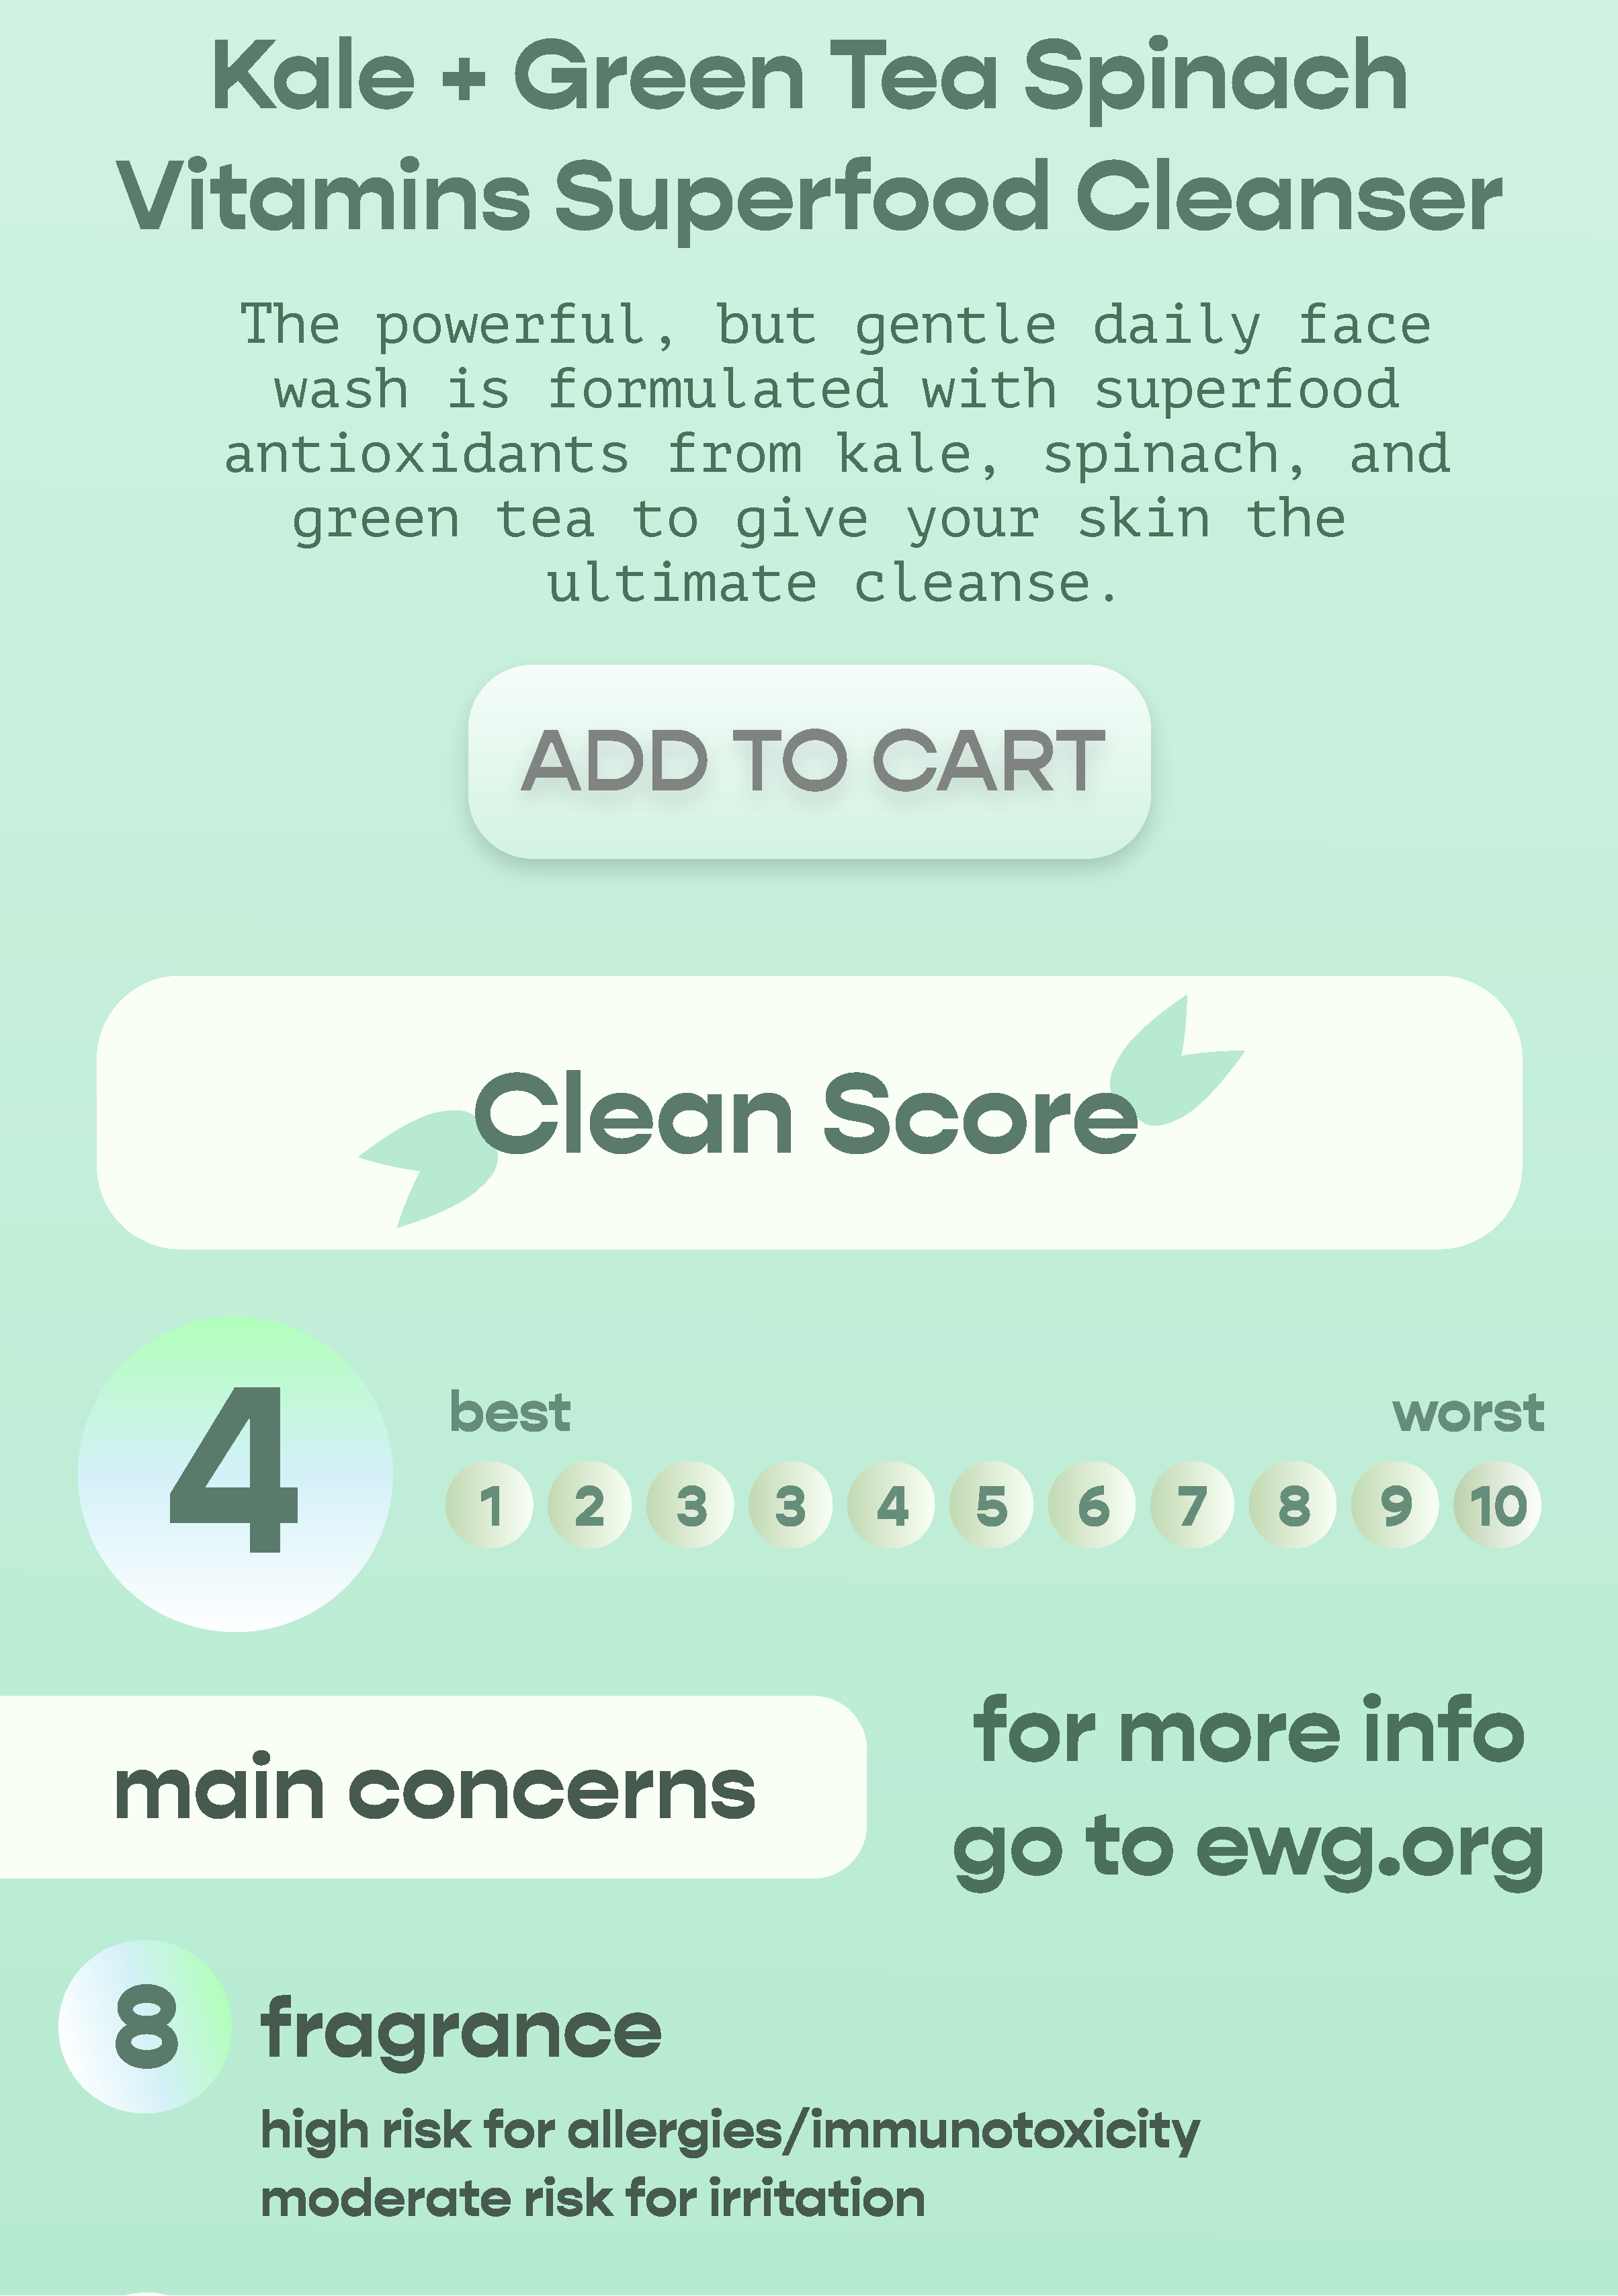 Kale + Green Tea Spinach
Vitamins Superfood Cleanser
The powerful, but gentle daily face
wash is formulated with superfood
antioxidants from kale, spinach, and
green tea to give your skin the
ultimate cleanse.
ADD TO CART
Clean Score
4
best worst
1 2 3 3 4 5 6 7 8 9 10
main concerns
for more info
go to ewg.org
8 fragrance
high risk for allergies/immunotoxicity
moderate risk for irritation